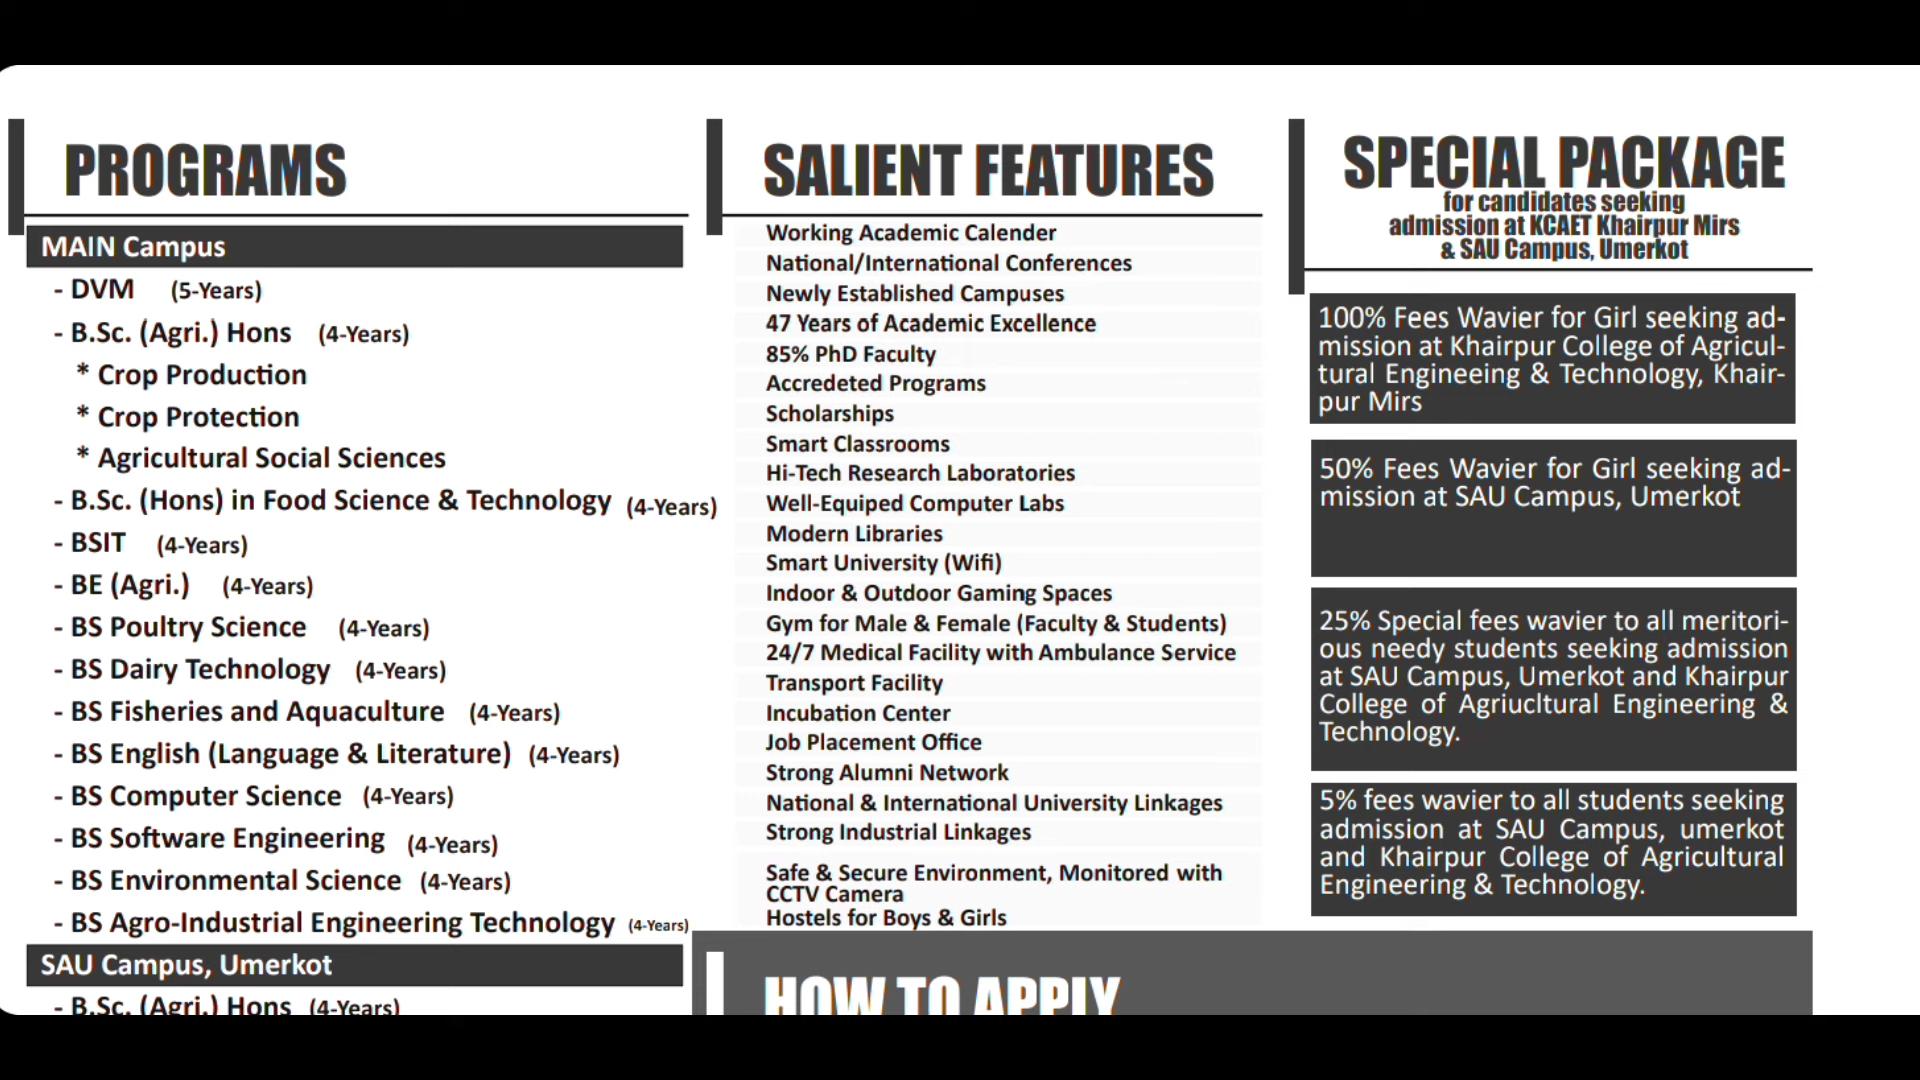 PROGRAMS
MAIN Campus
- DVM (5-Years)
- B.Sc. (Agri.) Hons (4-Years)
* Crop Production
* Crop Protection
* Agricultural Social Sciences
- B.Sc. (Hons) in Food Science & Technology (4-Years)
- BSIT (4-Years)
- BE (Agri.) (4-Years)
- BS Poultry Science (4-Years)
- BS Dairy Technology (4-Years)
- BS Fisheries and Aquaculture (4-Years)
- BS English (Language & Literature) (4-Years)
- BS Computer Science (4-Years)
- BS Software Engineering (4-Years)
- BS Environmental Science (4-Years)
- BS Agro-Industrial Engineering Technology (4-Years)
SAU Campus, Umerkot
- B.Sc. (Agri.) Hons (4-Years)
SALIENT FEATURES
Working Academic Calender
National/International Conferences
Newly Established Campuses
47 Years of Academic Excellence
85% PhD Faculty
Accredeted Programs
Scholarships
Smart Classrooms
Hi-Tech Research Laboratories
Well-Equiped Computer Labs
Modern Libraries
Smart University (Wifi)
Indoor & Outdoor Gaming Spaces
Gym for Male & Female (Faculty & Students)
24/7 Medical Facility with Ambulance Service
Transport Facility
Incubation Center
Job Placement Office
Strong Alumni Network
National & International University Linkages
Strong Industrial Linkages
Safe & Secure Environment, Monitored with
CCTV Camera
Hostels for Boys & Girls
SPECIAL PACKAGE
for candidates seeking
admission at KCAET Khairpur Mirs
& SAU Campus, Umerkot
100% Fees Wavier for Girl seeking ad-
mission at Khairpur College of Agricul-
tural Engineeing & Technology, Khair-
pur Mirs
50% Fees Wavier for Girl seeking ad-
mission at SAU Campus, Umerkot
25% Special fees wavier to all meritori-
ous needy students seeking admission
at SAU Campus, Umerkot and Khairpur
College of Agriucltural Engineering &
Technology.
5% fees wavier to all students seeking
admission at SAU Campus, umerkot
and Khairpur College of Agricultural
Engineering & Technology.
HOW TO APPLY